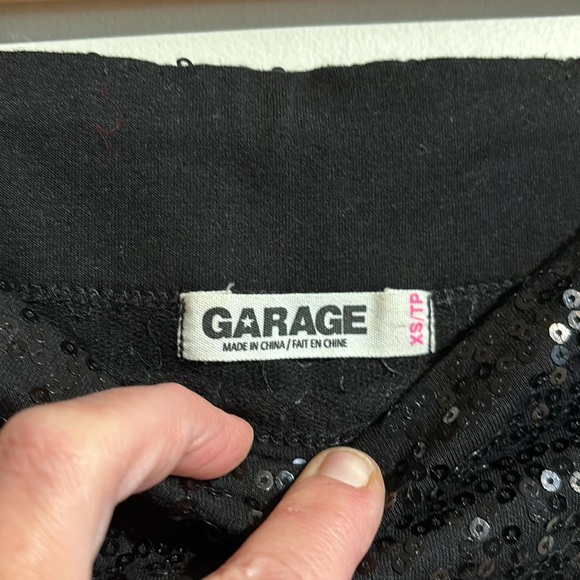 GARAGE
MADE IN CHINA / FAIT EN CHINE
XS/TP